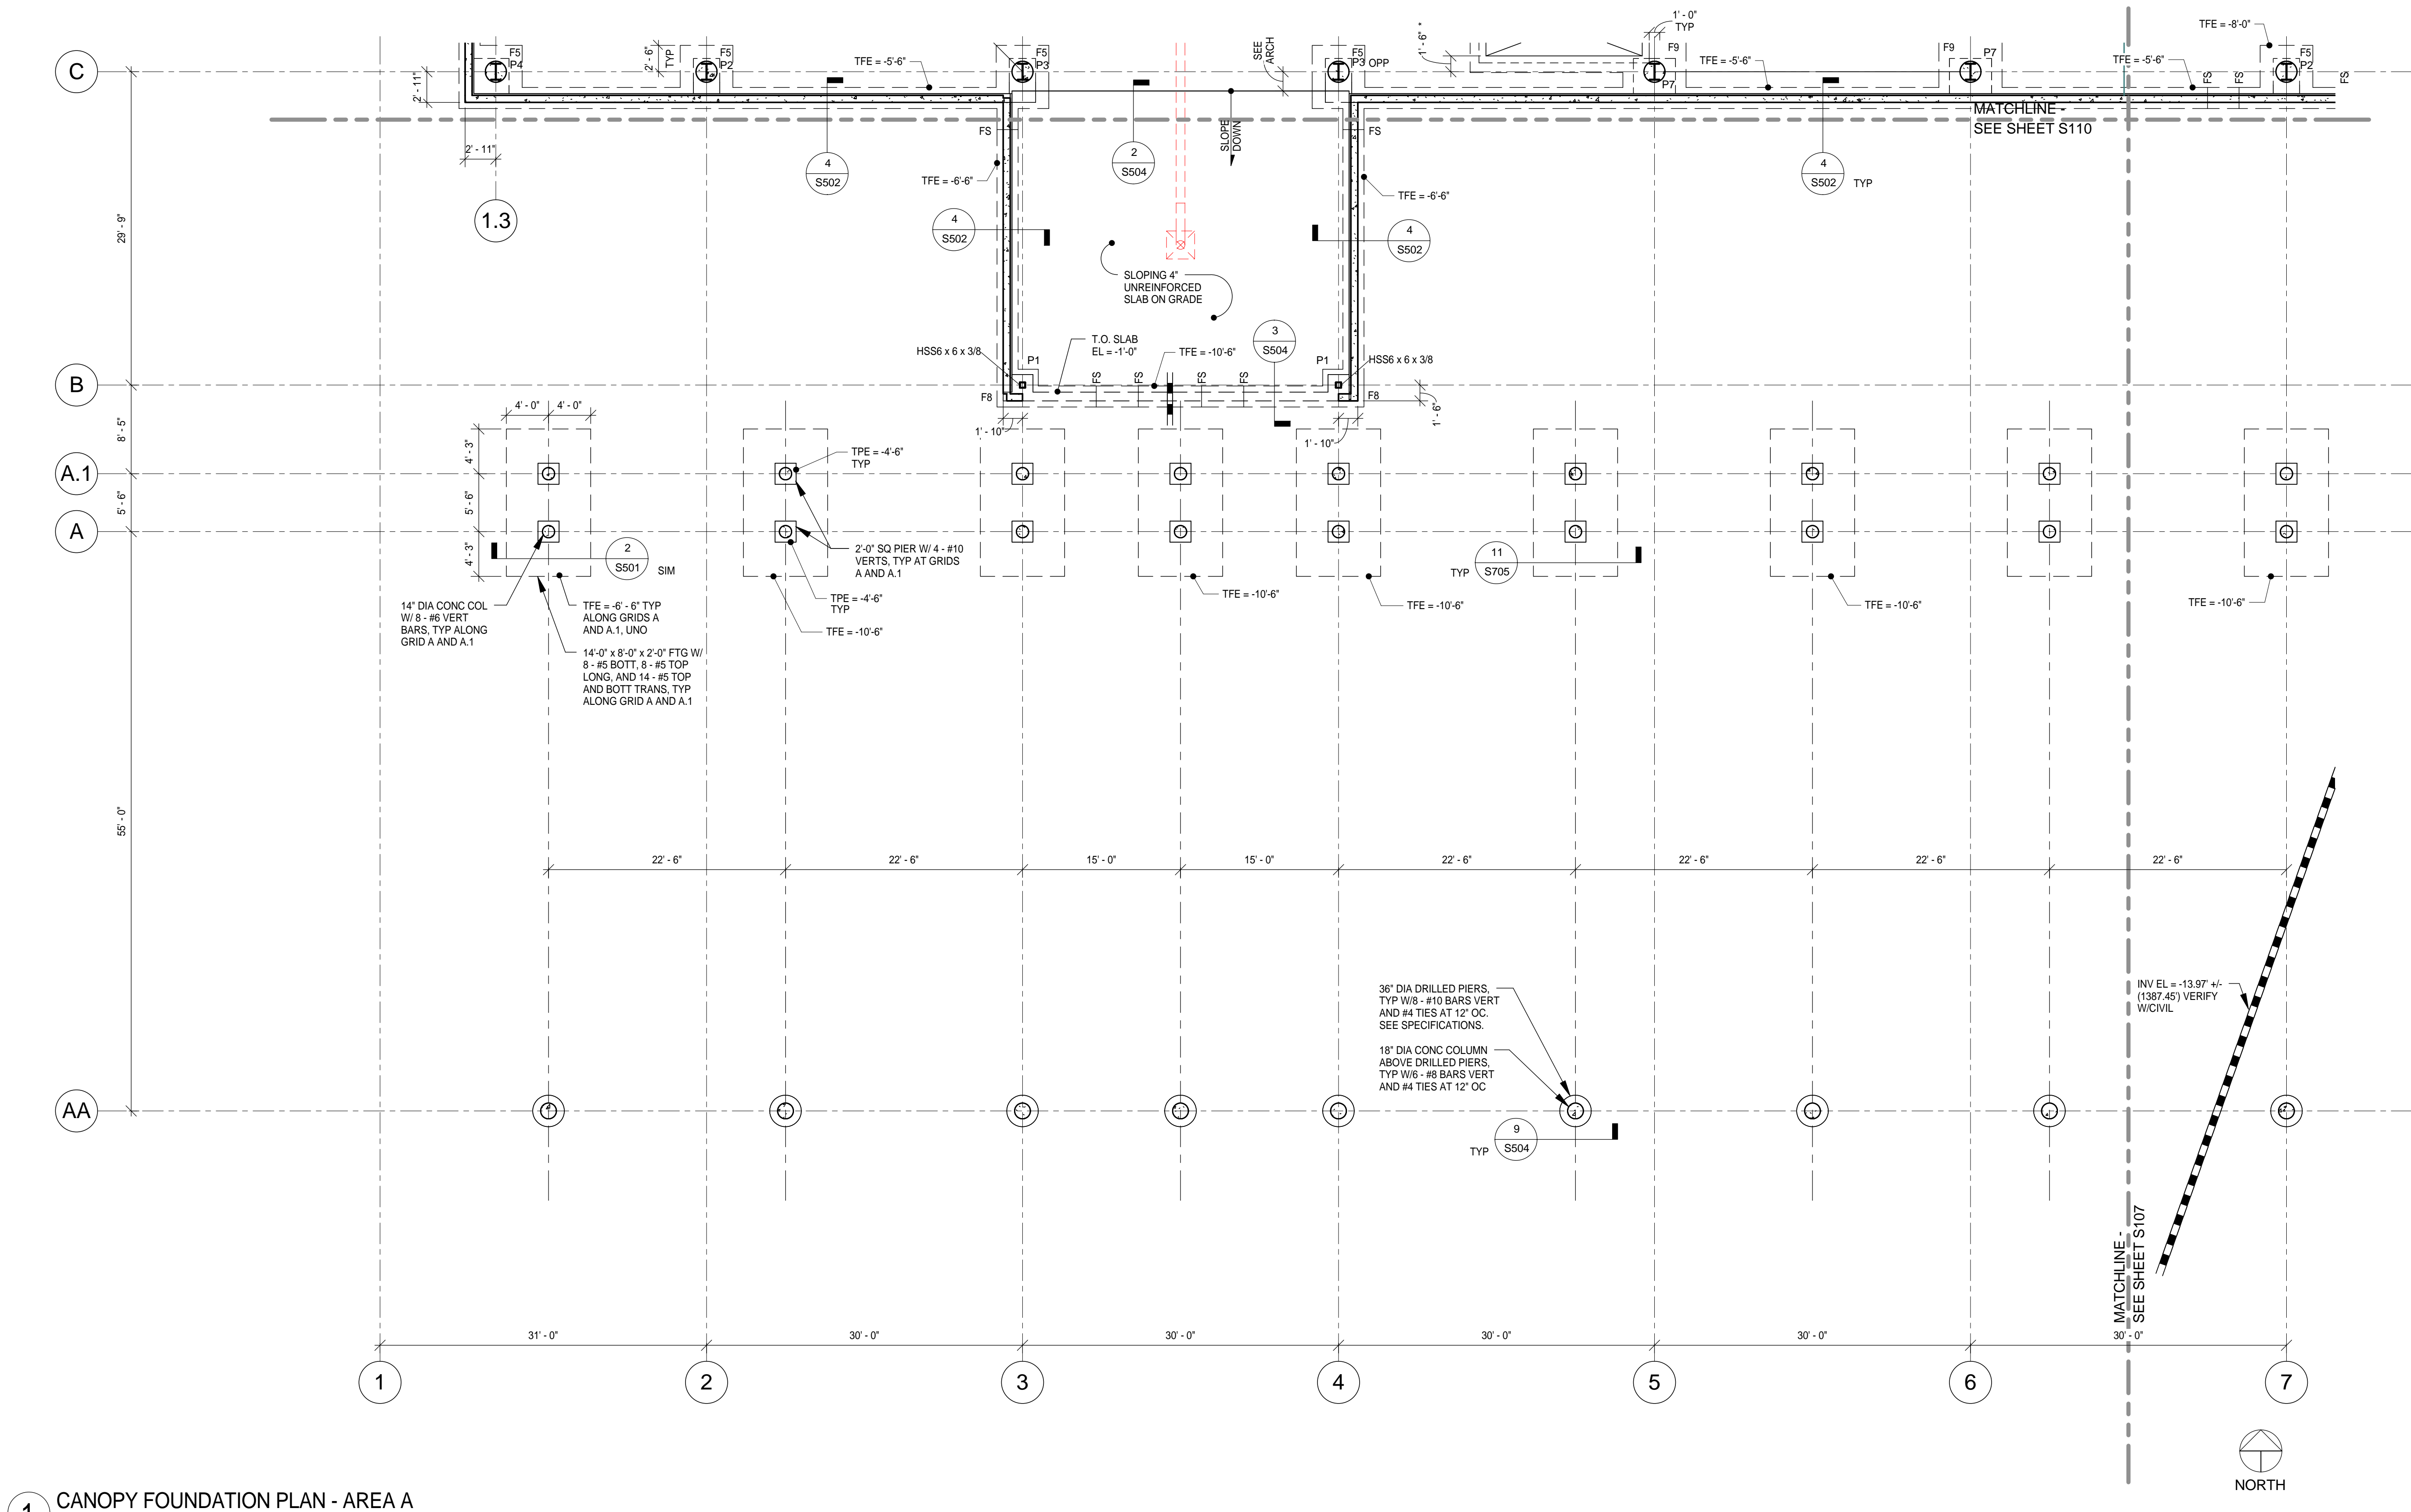 1' - 0"
TYP
TFE = -8'-0"
1' - 6"
SEE
ARCH
C
F5
P4
2' - 6"
TYP
F5
P2
TFE = -5'-6"
F5
P3
F5
P3 OPP
F9
P7
TFE = -5'-6"
F9
P7
TFE = -5'-6"
FS
FS
F5
P2
FS
2' - 11"
MATCHLINE -
SEE SHEET S110
2' - 11"
FS
FS
SLOPE
DOWN
4
S502
2
S504
4
S502
TYP
TFE = -6'-6"
TFE = -6'-6"
1.3
29' - 9"
4
S502
4
S502
SLOPING 4"
UNREINFORCED
SLAB ON GRADE
T.O. SLAB
EL = -1'-0"
TFE = -10'-6"
3
S504
HSS6 x 6 x 3/8
P1
P1
HSS6 x 6 x 3/8
B
FS
FS
FS
FS
F8
F8
1' - 6"
4' - 0"
4' - 0"
8' - 5"
1' - 10"
1' - 10"
4' - 3"
TPE = -4'-6"
TYP
A.1
5' - 6"
5' - 6"
A
4' - 3"
2
S501
SIM
2'-0" SQ PIER W/ 4 - #10
VERTS, TYP AT GRIDS
A AND A.1
11
S705
TYP
14" DIA CONC COL
W/ 8 - #6 VERT
BARS, TYP ALONG
GRID A AND A.1
TFE = -6' - 6" TYP
ALONG GRIDS A
AND A.1, UNO
TPE = -4'-6"
TYP
TFE = -10'-6"
TFE = -10'-6"
TFE = -10'-6"
TFE = -10'-6"
TFE = -10'-6"
14'-0" x 8'-0" x 2'-0" FTG W/
8 - #5 BOTT, 8 - #5 TOP
LONG, AND 14 - #5 TOP
AND BOTT TRANS, TYP
ALONG GRID A AND A.1
55' - 0"
22' - 6"
22' - 6"
15' - 0"
15' - 0"
22' - 6"
22' - 6"
22' - 6"
22' - 6"
36" DIA DRILLED PIERS,
TYP W/8 - #10 BARS VERT
AND #4 TIES AT 12" OC.
SEE SPECIFICATIONS.
INV EL = -13.97' +/-
(1387.45') VERIFY
W/CIVIL
18" DIA CONC COLUMN
ABOVE DRILLED PIERS,
TYP W/6 - #8 BARS VERT
AND #4 TIES AT 12" OC
AA
9
S504
TYP
MATCHLINE -
SEE SHEET S107
31' - 0"
30' - 0"
30' - 0"
30' - 0"
30' - 0"
30' - 0"
1
2
3
4
5
6
7
NORTH
1
CANOPY FOUNDATION PLAN - AREA A